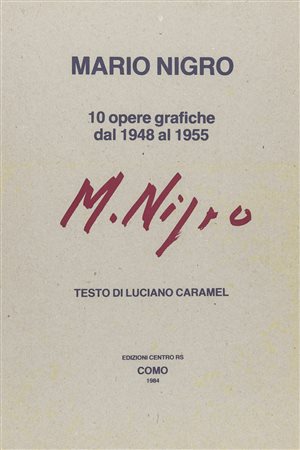 MARIO NIGRO
10 opere grafiche
dal 1948 al 1955
M. Nigro
TESTO DI LUCIANO CARAMEL
EDIZIONI CENTRO RS
COMO
1984